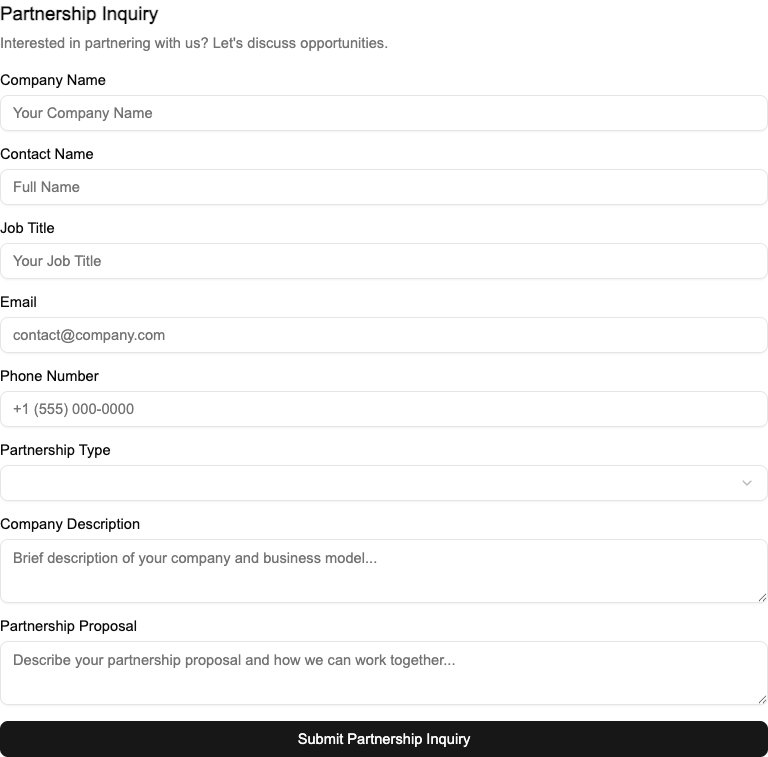 Partnership Inquiry
Interested in partnering with us? Let's discuss opportunities.
Company Name
Your Company Name
Contact Name
Full Name
Job Title
Your Job Title
Email
contact@company.com
Phone Number
+1 (555) 000-0000
Partnership Type
Company Description
Brief description of your company and business model...
Partnership Proposal
Describe your partnership proposal and how we can work together...
Submit Partnership Inquiry